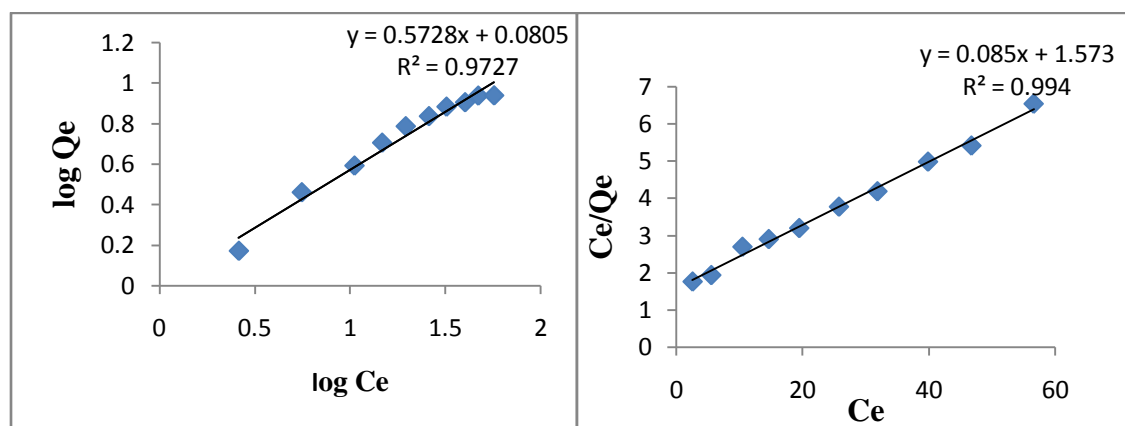 y = 0.5728x + 0.0805
R² = 0.9727
1.2
1
0.8
0.6
0.4
0.2
0
0 0.5 1 1.5 2
log Qe
log Ce
y = 0.085x + 1.573
R² = 0.994
7
6
5
4
3
2
1
0
0 20 40 60
Ce/Qe
Ce